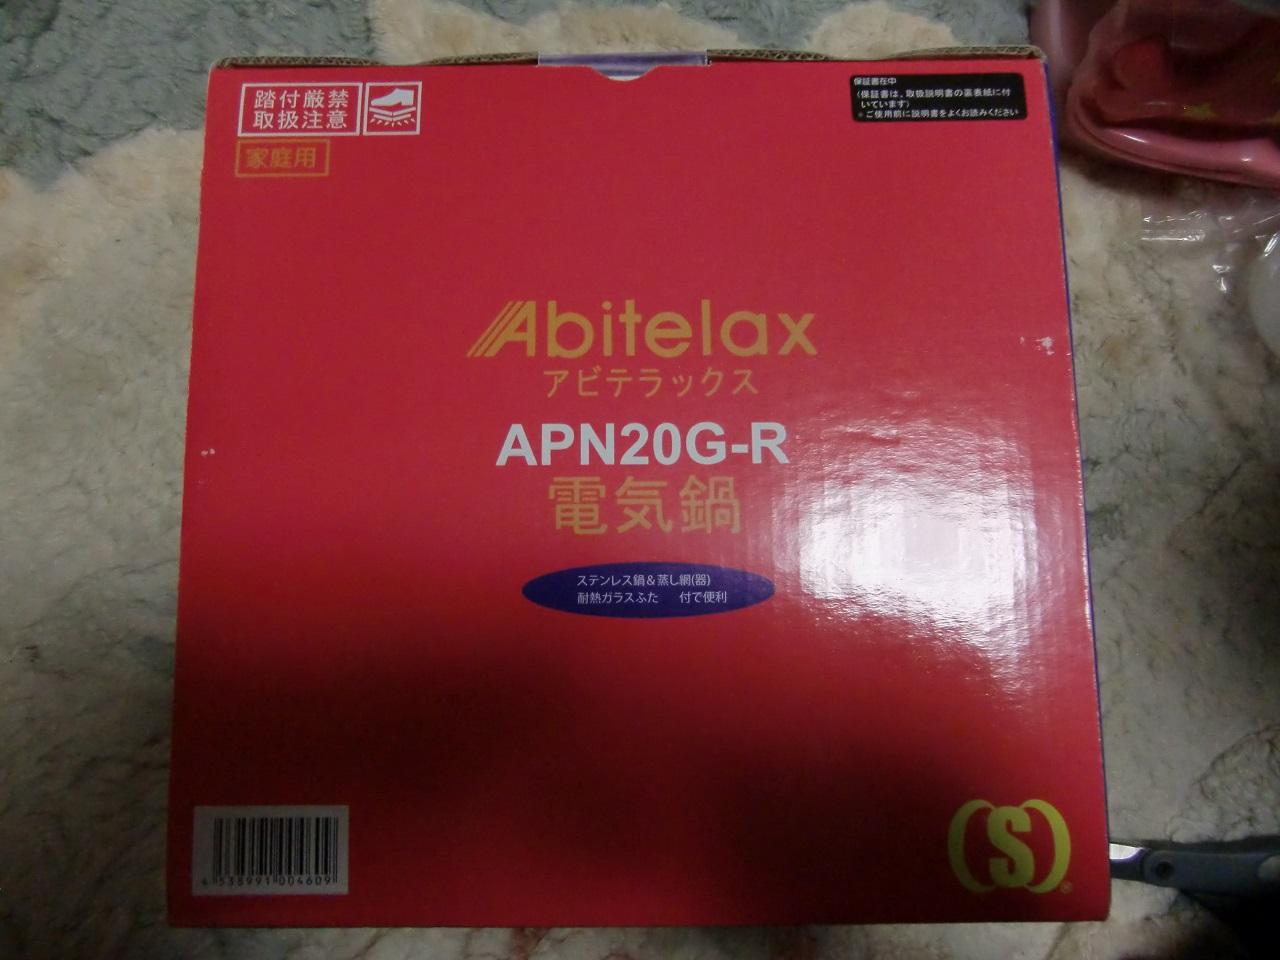 踏付厳禁
取扱注意
家庭用
保証書在中
(保証書は、取扱説明書の裏表紙に付
いています)
※ご使用前に説明書をよくお読みください
Abitelax
アビテラックス
APN20G-R
電気鍋
ステンレス鍋&蒸し網(器)
耐熱ガラスふた 付で便利
4 538991 004609
(S)®